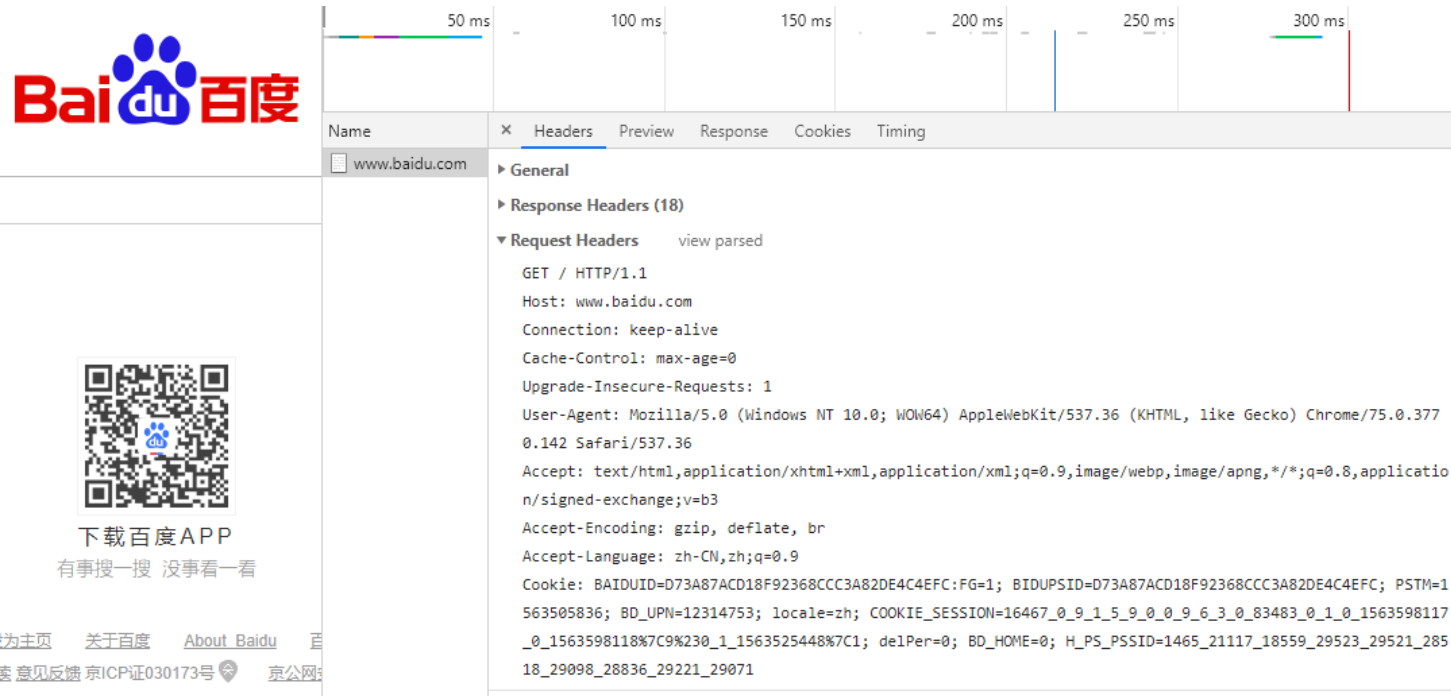 Baidu百度
下载百度APP
有事搜一搜 没事看一看
为主页 关于百度 About Baidu
意见反馈 京ICP证030173号 京公网
50 ms 100 ms 150 ms 200 ms 250 ms 300 ms
Name
www.baidu.com
× Headers Preview Response Cookies Timing
General
Response Headers (18)
Request Headers view parsed
GET / HTTP/1.1
Host: www.baidu.com
Connection: keep-alive
Cache-Control: max-age=0
Upgrade-Insecure-Requests: 1
User-Agent: Mozilla/5.0 (Windows NT 10.0; WOW64) AppleWebKit/537.36 (KHTML, like Gecko) Chrome/75.0.377
0.142 Safari/537.36
Accept: text/html,application/xhtml+xml,application/xml;q=0.9,image/webp,image/apng,*/*;q=0.8,applicatio
n/signed-exchange;v=b3
Accept-Encoding: gzip, deflate, br
Accept-Language: zh-CN,zh;q=0.9
Cookie: BAIDUID=D73A87ACD18F92368CCC3A82DE4C4EFC:FG=1; BIDUPSID=D73A87ACD18F92368CCC3A82DE4C4EFC; PSTM=1
563505836; BD_UPN=12314753; locale=zh; COOKIE_SESSION=16467_0_9_1_5_9_0_0_9_6_3_0_83483_0_1_0_1563598117
_0_1563598118%7C9%230_1_1563525448%7C1; delPer=0; BD_HOME=0; H_PS_PSSID=1465_21117_18559_29523_29521_285
18_29098_28836_29221_29071